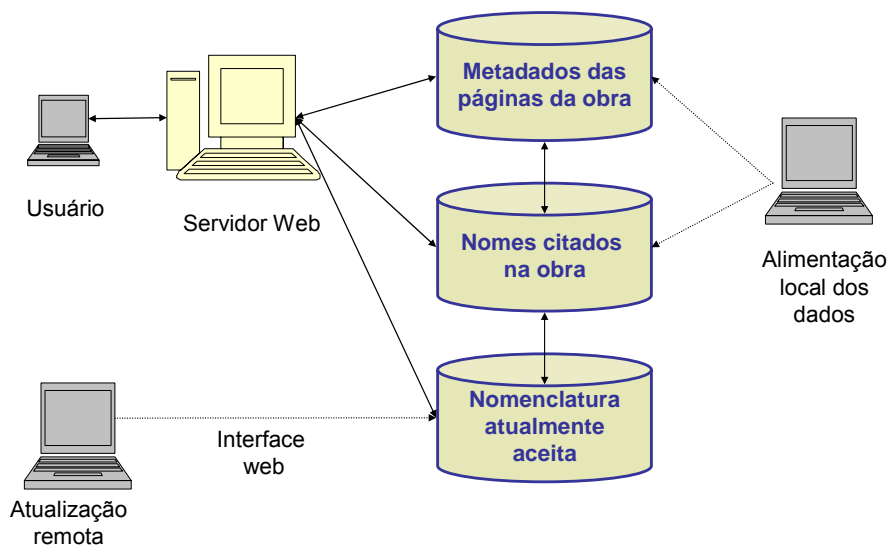 Metadados das
páginas da obra
Usuário
Servidor Web
Nomes citados
na obra
Alimentação
local dos
dados
Nomenclatura
atualmente
aceita
Interface
web
Atualização
remota